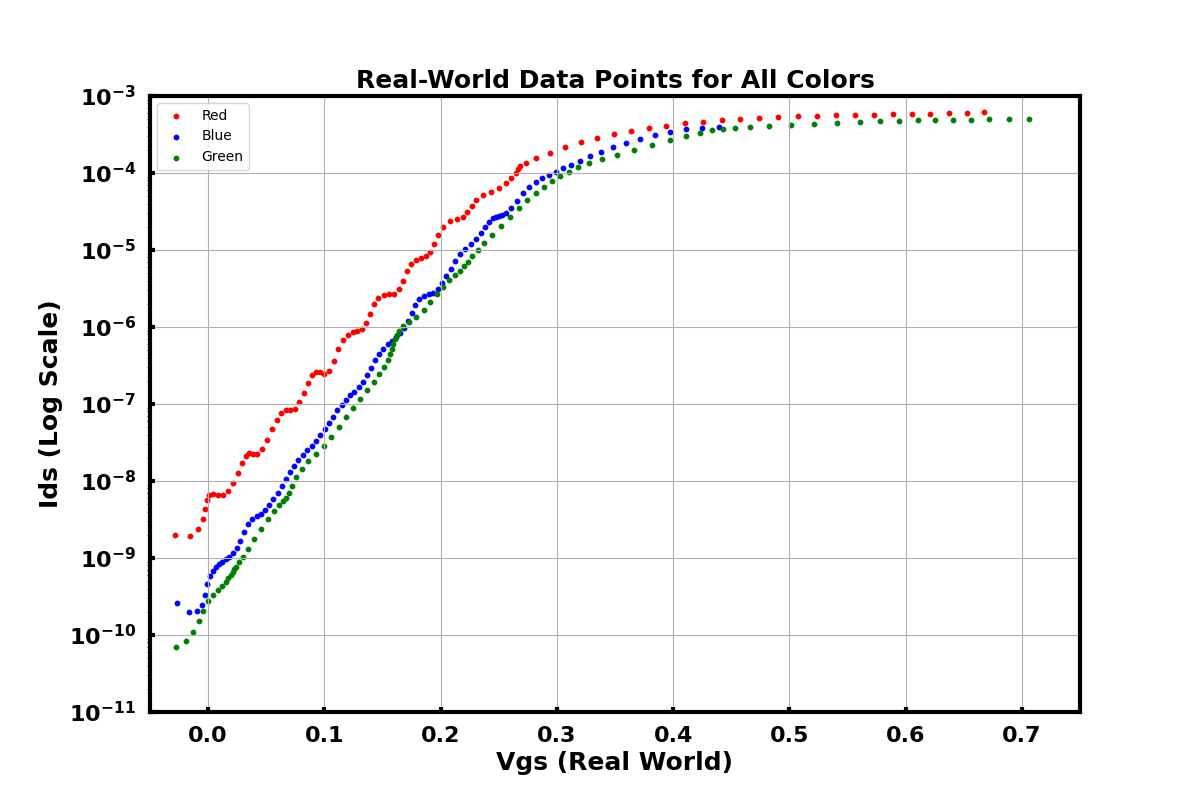 Real-World Data Points for All Colors
Red
Blue
Green
10⁻³
10⁻⁴
10⁻⁵
10⁻⁶
10⁻⁷
10⁻⁸
10⁻⁹
10⁻¹⁰
10⁻¹¹
Ids (Log Scale)
0.0 0.1 0.2 0.3 0.4 0.5 0.6 0.7
Vgs (Real World)